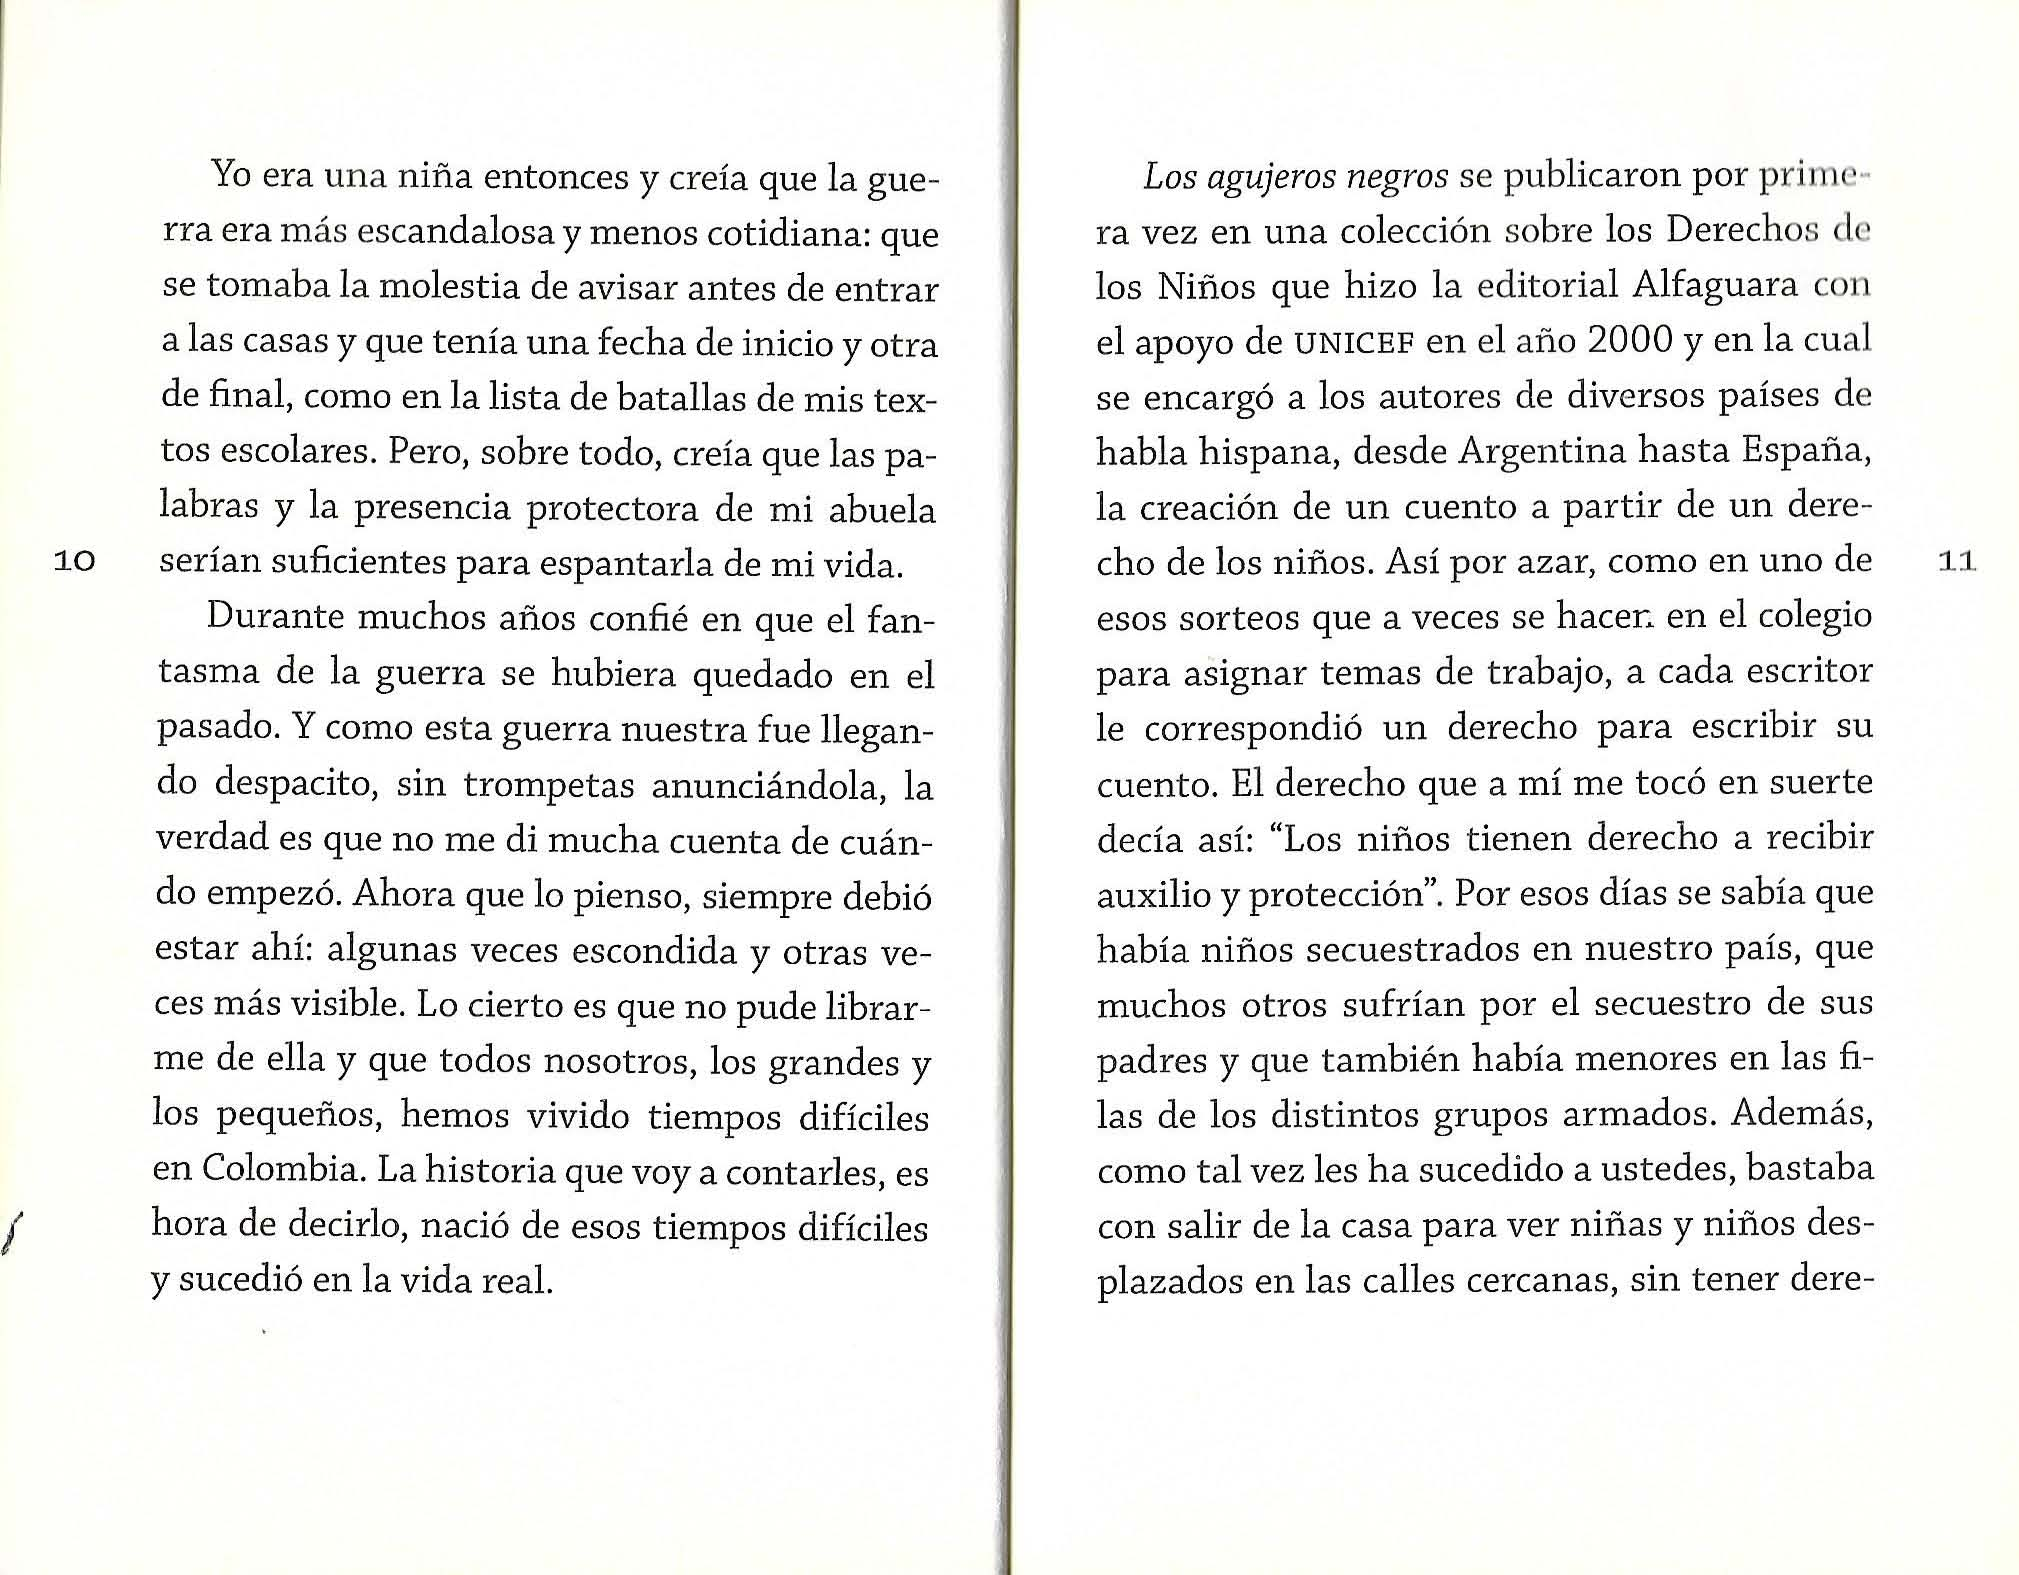 Yo era una niña entonces y creía que la gue-
rra era más escandalosa y menos cotidiana: que
se tomaba la molestia de avisar antes de entrar
a las casas y que tenía una fecha de inicio y otra
de final, como en la lista de batallas de mis tex-
tos escolares. Pero, sobre todo, creía que las pa-
labras y la presencia protectora de mi abuela
10
serían suficientes para espantarla de mi vida.
Durante muchos años confié en que el fan-
tasma de la guerra se hubiera quedado en el
pasado. Y como esta guerra nuestra fue llegan-
do despacito, sin trompetas anunciándola, la
verdad es que no me di mucha cuenta de cuán-
do empezó. Ahora que lo pienso, siempre debió
estar ahí: algunas veces escondida y otras ve-
ces más visible. Lo cierto es que no pude librar-
me de ella y que todos nosotros, los grandes y
los pequeños, hemos vivido tiempos difíciles
en Colombia. La historia que voy a contarles, es
hora de decirlo, nació de esos tiempos difíciles
y sucedió en la vida real.
Los agujeros negros se publicaron por prime-
ra vez en una colección sobre los Derechos de
los Niños que hizo la editorial Alfaguara con
el apoyo de UNICEF en el año 2000 y en la cual
se encargó a los autores de diversos países de
habla hispana, desde Argentina hasta España,
la creación de un cuento a partir de un dere-
cho de los niños. Así por azar, como en uno de
11
esos sorteos que a veces se hacen en el colegio
para asignar temas de trabajo, a cada escritor
le correspondió un derecho para escribir su
cuento. El derecho que a mí me tocó en suerte
decía así: “Los niños tienen derecho a recibir
auxilio y protección”. Por esos días se sabía que
había niños secuestrados en nuestro país, que
muchos otros sufrían por el secuestro de sus
padres y que también había menores en las fi-
las de los distintos grupos armados. Además,
como tal vez les ha sucedido a ustedes, bastaba
con salir de la casa para ver niñas y niños des-
plazados en las calles cercanas, sin tener dere-